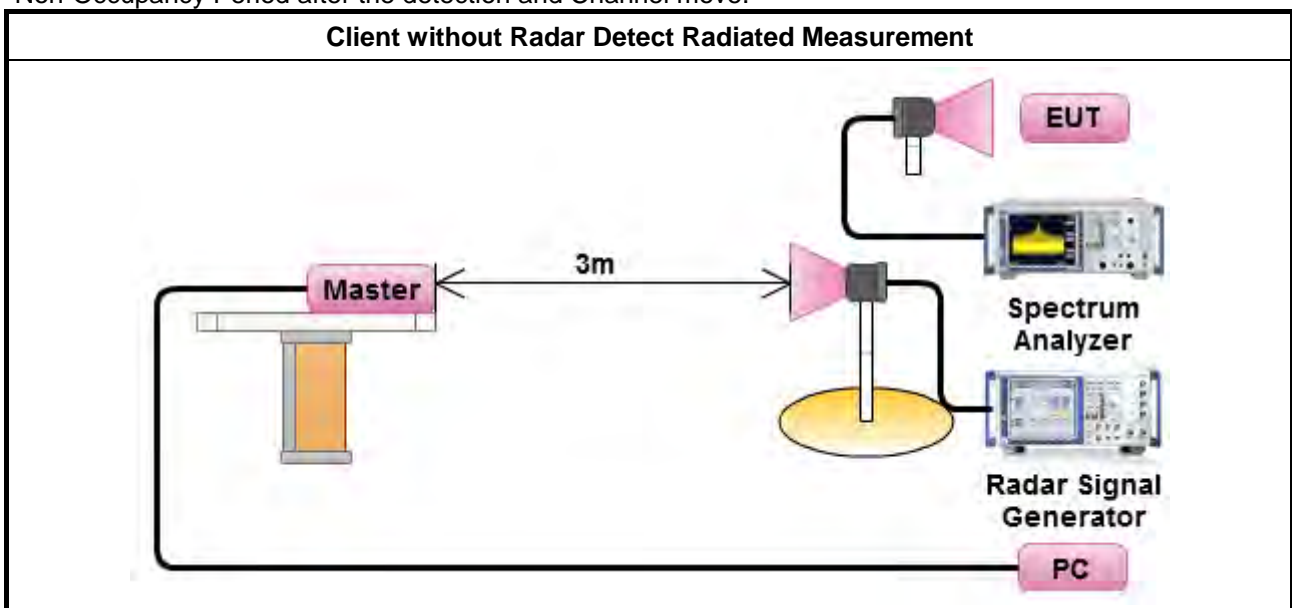 Non-Occupancy Period after the detection and Channel move.
Client without Radar Detect Radiated Measurement
EUT
3m
Master
Spectrum
Analyzer
Radar Signal
Generator
PC